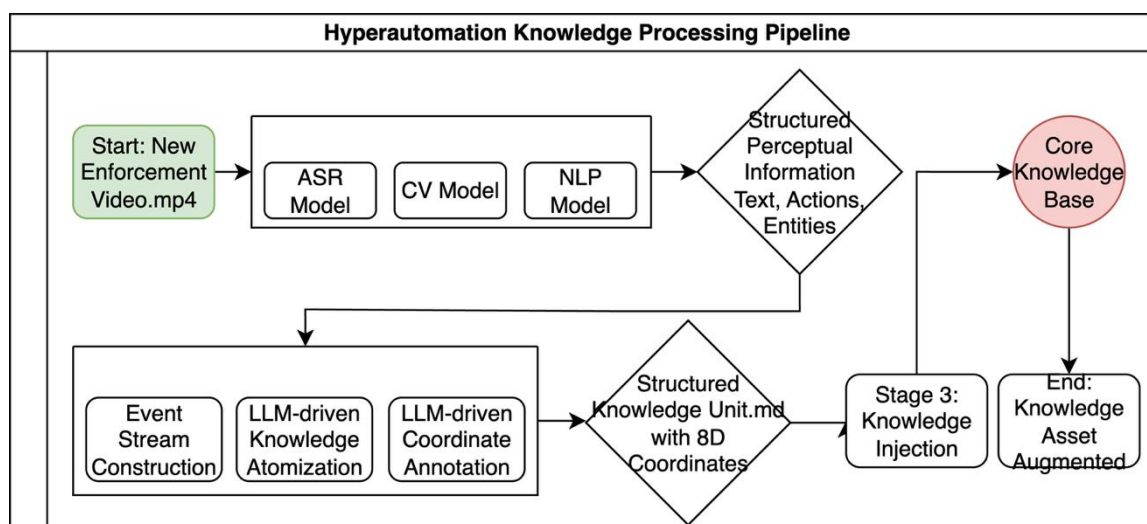 Hyperautomation Knowledge Processing Pipeline
Start: New
Enforcement
Video.mp4
ASR
Model
CV Model
NLP
Model
Structured
Perceptual
Information
Text, Actions,
Entities
Core
Knowledge
Base
Event
Stream
Construction
LLM-driven
Knowledge
Atomization
LLM-driven
Coordinate
Annotation
Structured
Knowledge Unit.md
with 8D
Coordinates
Stage 3:
Knowledge
Injection
End:
Knowledge
Asset
Augmented